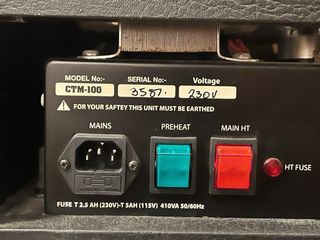 MODEL No:- SERIAL No:- Voltage
CTM-100 3587. 230V
FOR YOUR SAFTEY THIS UNIT MUST BE EARTHED
MAINS PREHEAT MAIN HT
HT FUSE
FUSE T 2.5 AH (230V)-T 5AH (115V) 410VA 50/60Hz